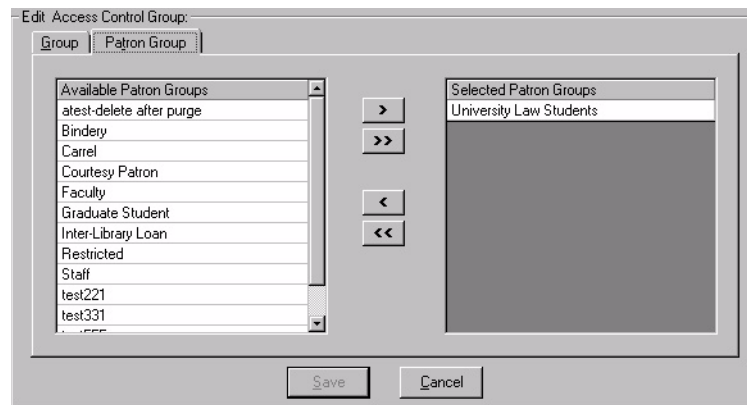 Edit Access Control Group:
Group
Patron Group
Available Patron Groups
atest-delete after purge
Bindery
Carrel
Courtesy Patron
Faculty
Graduate Student
Inter-Library Loan
Restricted
Staff
test221
test331
>
>>
<
<<
Selected Patron Groups
University Law Students
Save
Cancel